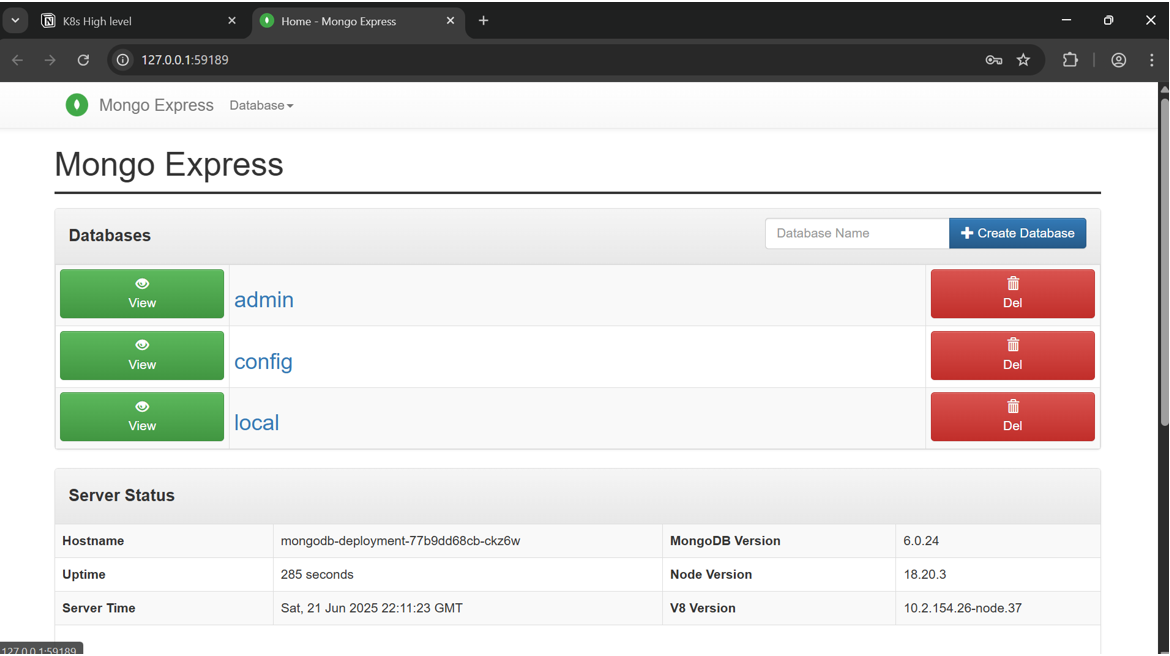 K8s High level
Home - Mongo Express
127.0.0.1:59189
Mongo Express
Database
Mongo Express
Databases
Database Name
Create Database
View
admin
Del
View
config
Del
View
local
Del
Server Status
Hostname mongodb-deployment-77b9dd68cb-ckz6w MongoDB Version 6.0.24
Uptime 285 seconds Node Version 18.20.3
Server Time Sat, 21 Jun 2025 22:11:23 GMT V8 Version 10.2.154.26-node.37
127.0.0.1:59189